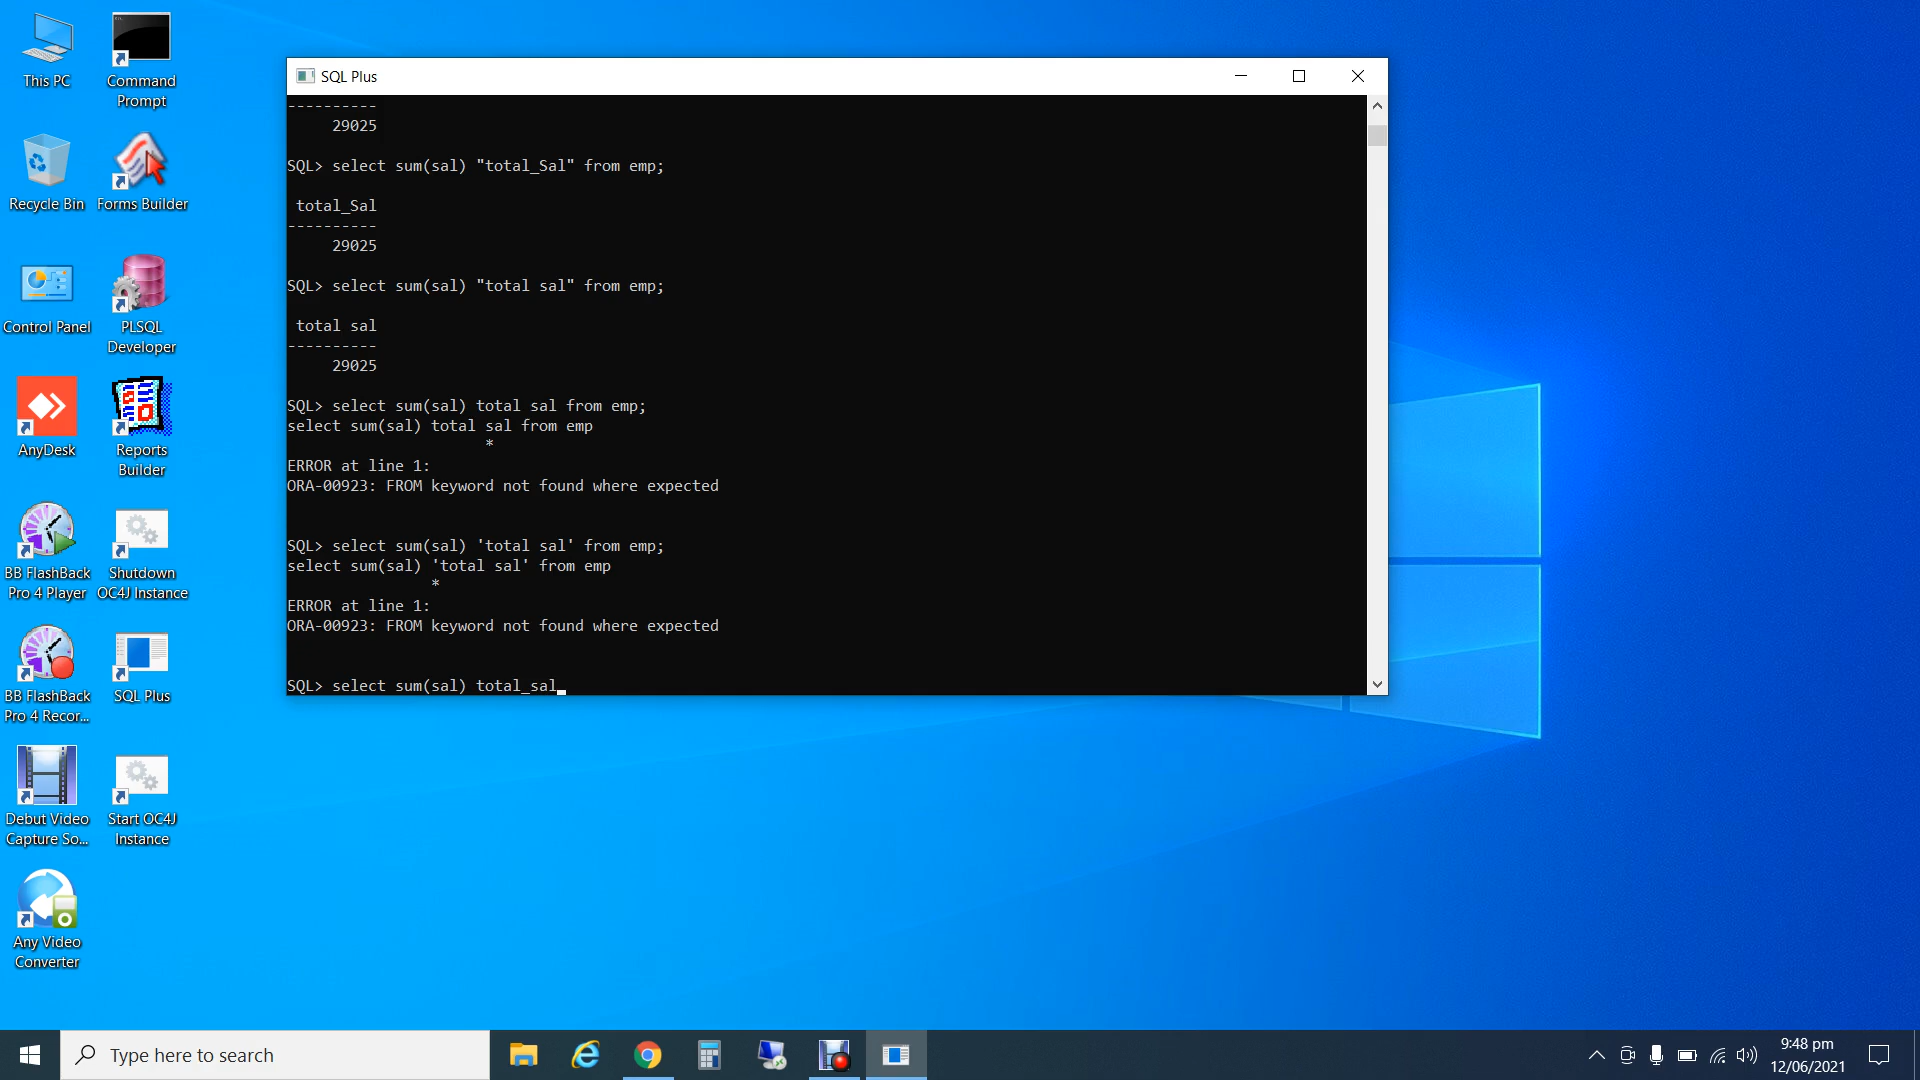 This PC
Command
Prompt
Recycle Bin
Forms Builder
Control Panel
PLSQL
Developer
AnyDesk
Reports
Builder
BB FlashBack
Pro 4 Player
Shutdown
OC4J Instance
BB FlashBack
Pro 4 Recor...
SQL Plus
Debut Video
Capture So...
Start OC4J
Instance
Any Video
Converter
SQL Plus
----------
29025
SQL> select sum(sal) "total_Sal" from emp;
total_Sal
----------
29025
SQL> select sum(sal) "total sal" from emp;
total sal
----------
29025
SQL> select sum(sal) total sal from emp;
select sum(sal) total sal from emp
*
ERROR at line 1:
ORA-00923: FROM keyword not found where expected
SQL> select sum(sal) 'total sal' from emp;
select sum(sal) 'total sal' from emp
*
ERROR at line 1:
ORA-00923: FROM keyword not found where expected
SQL> select sum(sal) total_sal
Type here to search
9:48 pm
12/06/2021